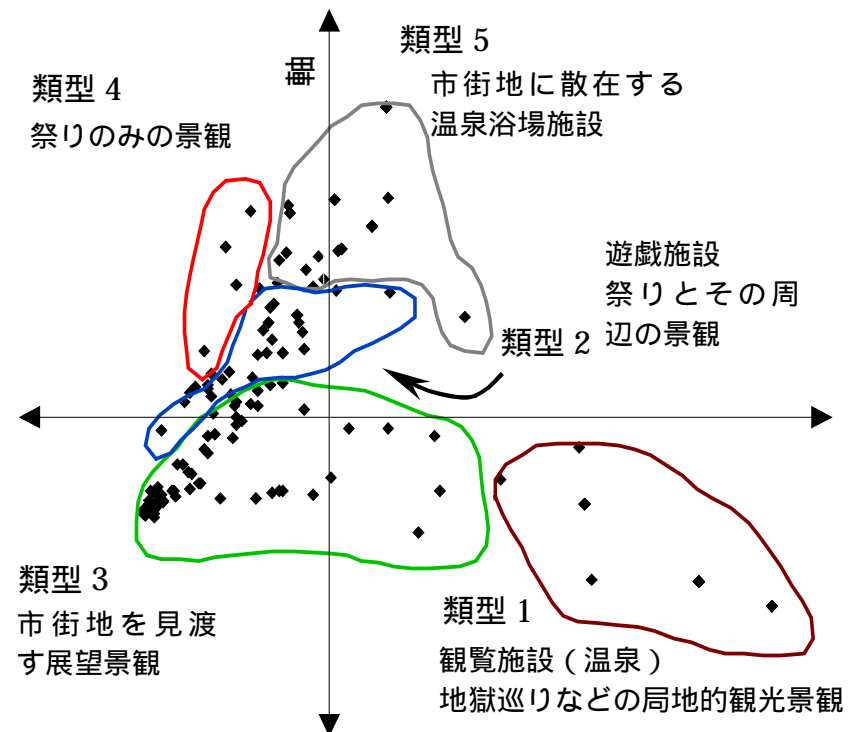 類型 5
市街地に散在する
温泉浴場施設
軸
類型 4
祭りのみの景観
遊戯施設
祭りとその周
辺の景観
類型 2
類型 3
市街地を見渡
す展望景観
類型 1
観覧施設（温泉）
地獄巡りなどの局地的観光景観